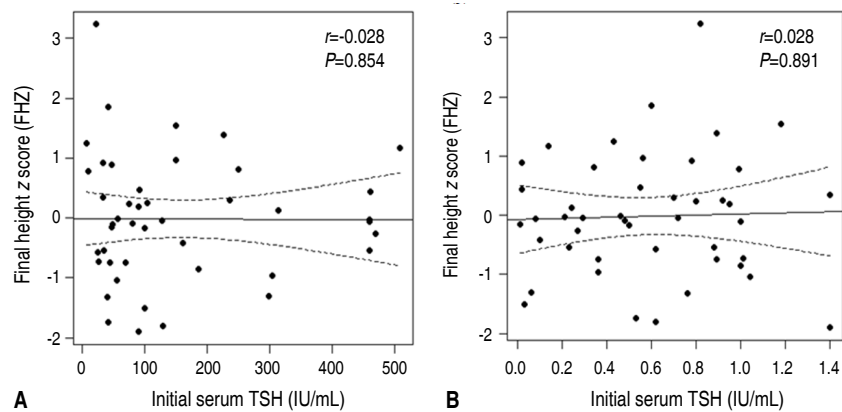 r=-0.028
P=0.854
3
2
1
0
-1
-2
Final height z score (FHZ)
0 100 200 300 400 500
A
Initial serum TSH (IU/mL)
r=0.028
P=0.891
3
2
1
0
-1
-2
Final height z score (FHZ)
0.0 0.2 0.4 0.6 0.8 1.0 1.2 1.4
B
Initial serum TSH (IU/mL)